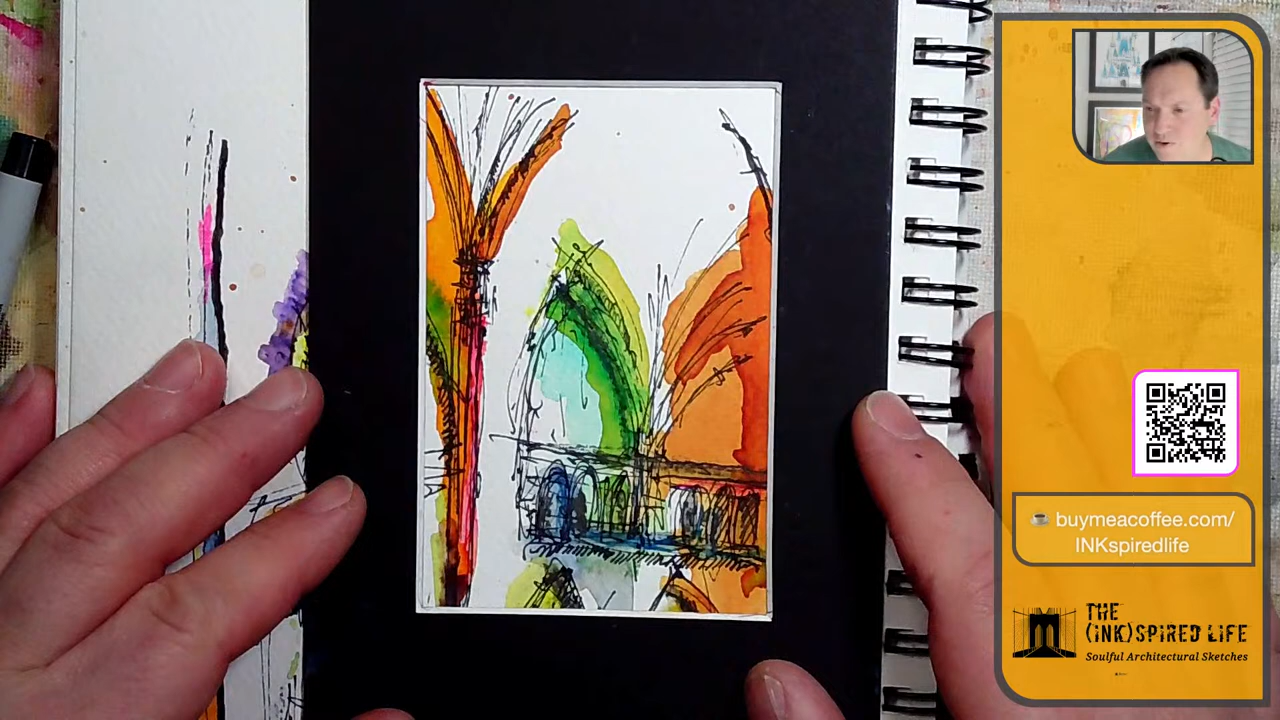 buymeacoffee.com/
INKspiredlife
THE
(INK)SPIRED LIFE
Soulful Architectural Sketches